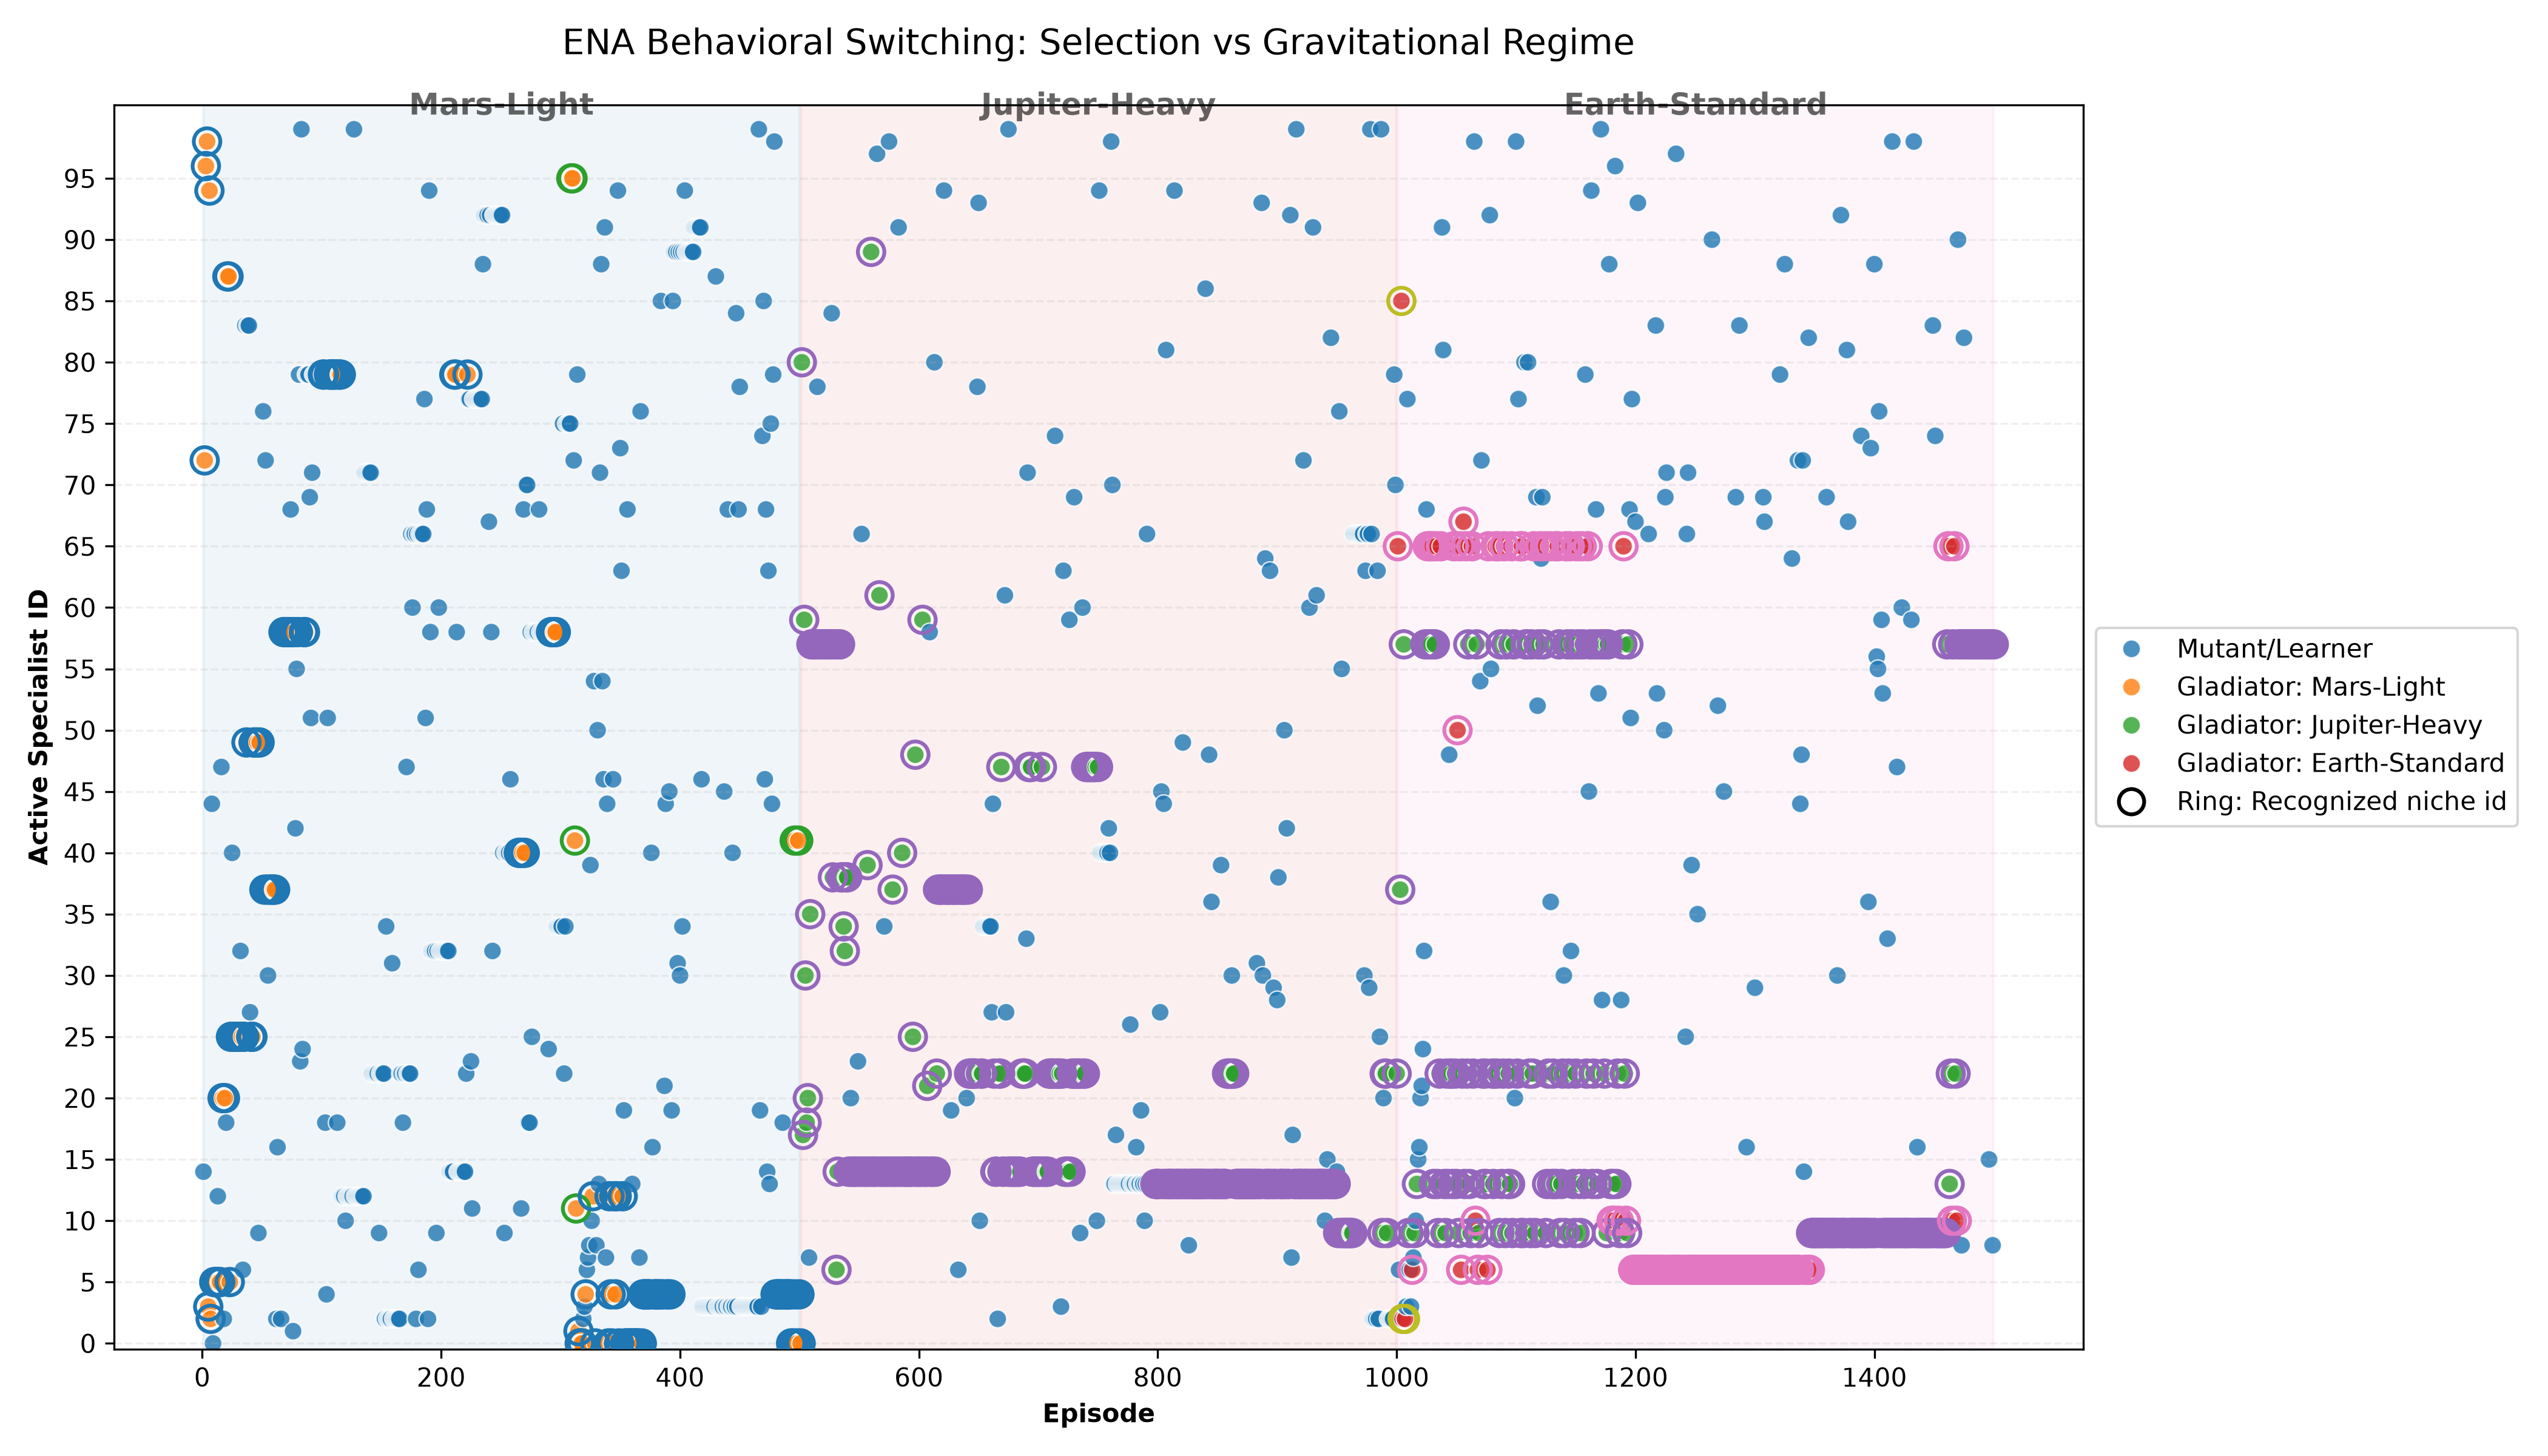 ENA Behavioral Switching: Selection vs Gravitational Regime
Mars-Light
Jupiter-Heavy
Earth-Standard
Active Specialist ID
95
90
85
80
75
70
65
60
55
50
45
40
35
30
25
20
15
10
5
0
0
200
400
600
800
1000
1200
1400
Episode
Mutant/Learner
Gladiator: Mars-Light
Gladiator: Jupiter-Heavy
Gladiator: Earth-Standard
Ring: Recognized niche id